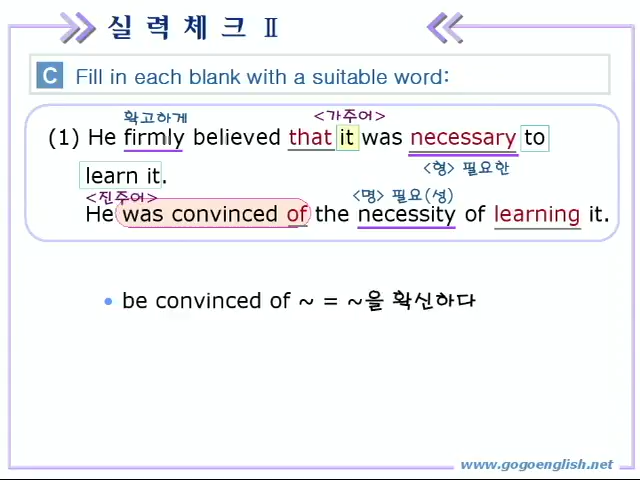 실 력 체 크 Ⅱ
C Fill in each blank with a suitable word:
확고하게 <가주어>
(1) He firmly believed that it was necessary to
<형> 필요한
learn it.
<진주어> <명> 필요(성)
He was convinced of the necessity of learning it.
• be convinced of ~ = ~을 확신하다
www.gogoenglish.net